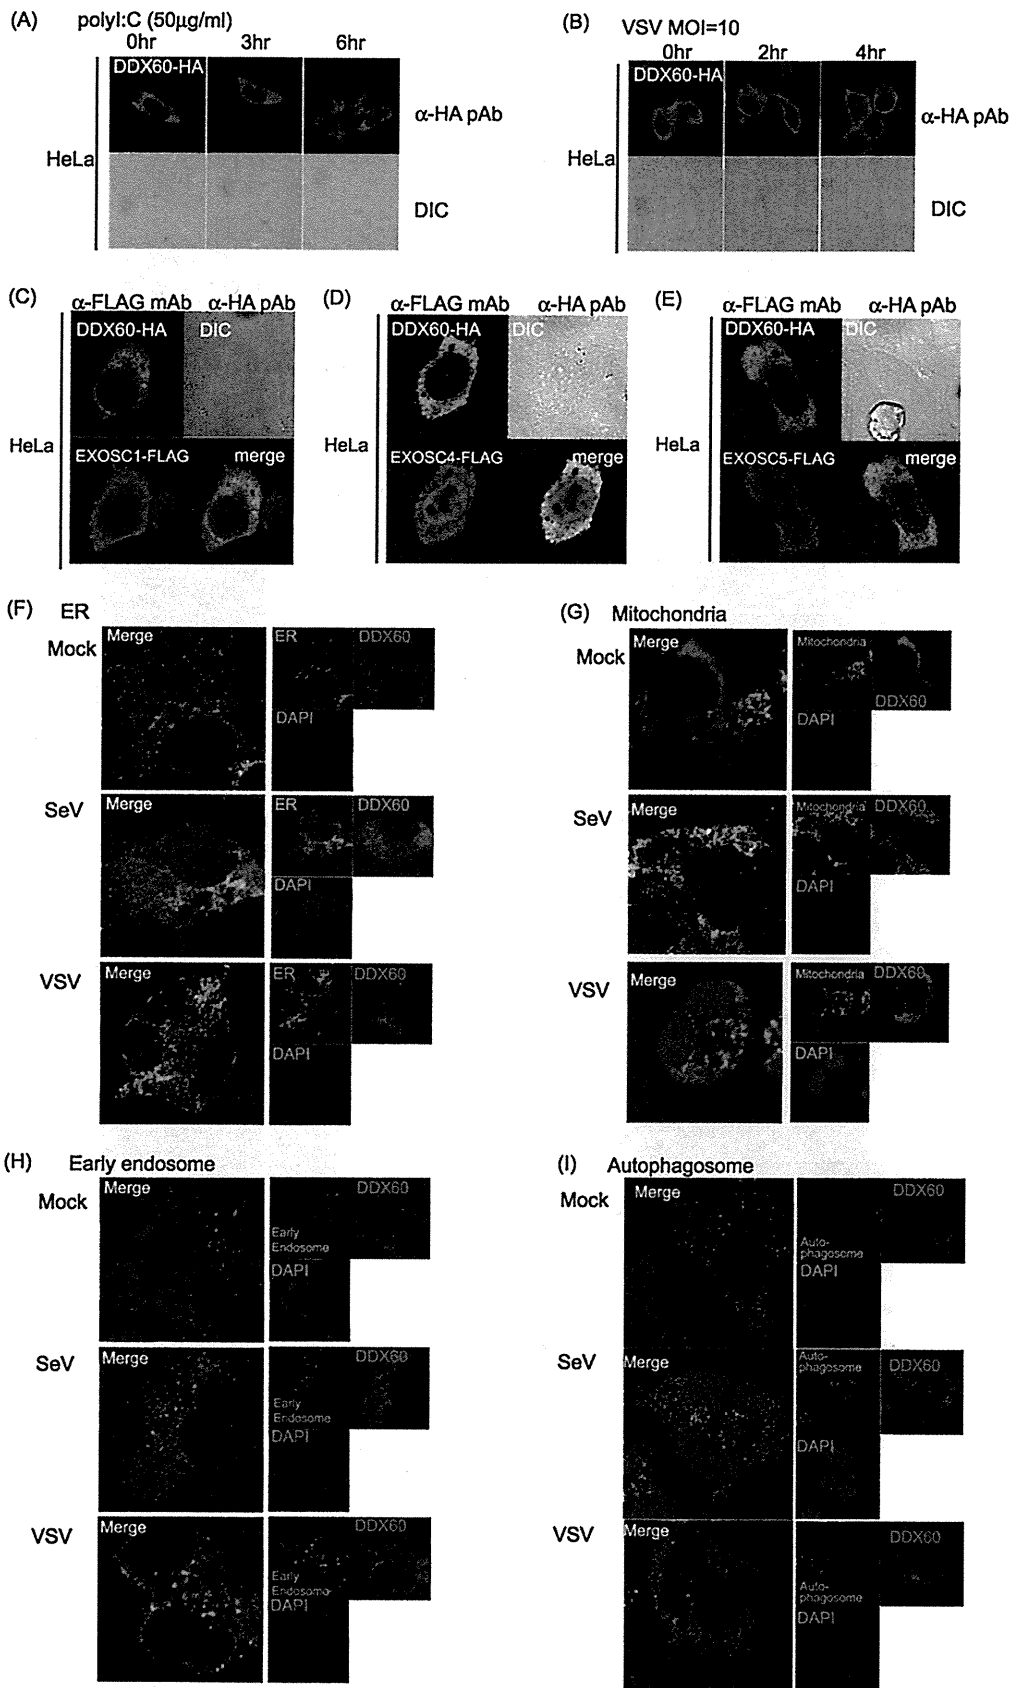 (A) polyI:C (50μg/ml)
0hr 3hr 6hr
DDX60-HA
α-HA pAb
HeLa
DIC
(B) VSV MOI=10
0hr 2hr 4hr
DDX60-HA
α-HA pAb
HeLa
DIC
(C) α-FLAG mAb α-HA pAb
DDX60-HA DIC
HeLa
EXOSC1-FLAG merge
(D) α-FLAG mAb α-HA pAb
DDX60-HA DIC
HeLa
EXOSC4-FLAG merge
(E) α-FLAG mAb α-HA pAb
DDX60-HA DIC
HeLa
EXOSC5-FLAG merge
(F) ER
Mock
Merge ER DDX60
DAPI
SeV
Merge ER DDX60
DAPI
VSV
Merge ER DDX60
DAPI
(G) Mitochondria
Mock
Merge Mitochondria
DDX60
DAPI
SeV
Merge Mitochondria DDX60
DAPI
VSV
Merge Mitochondria DDX60
DAPI
(H) Early endosome
Mock
Merge DDX60
Early
Endosome
DAPI
SeV
Merge DDX60
Early
Endosome
DAPI
VSV
Merge DDX60
Early
Endosome
DAPI
(I) Autophagosome
Mock
Merge DDX60
Auto-
phagosome
DAPI
SeV
Merge Auto-
phagosome DDX60
DAPI
VSV
Merge DDX60
Auto-
phagosome
DAPI